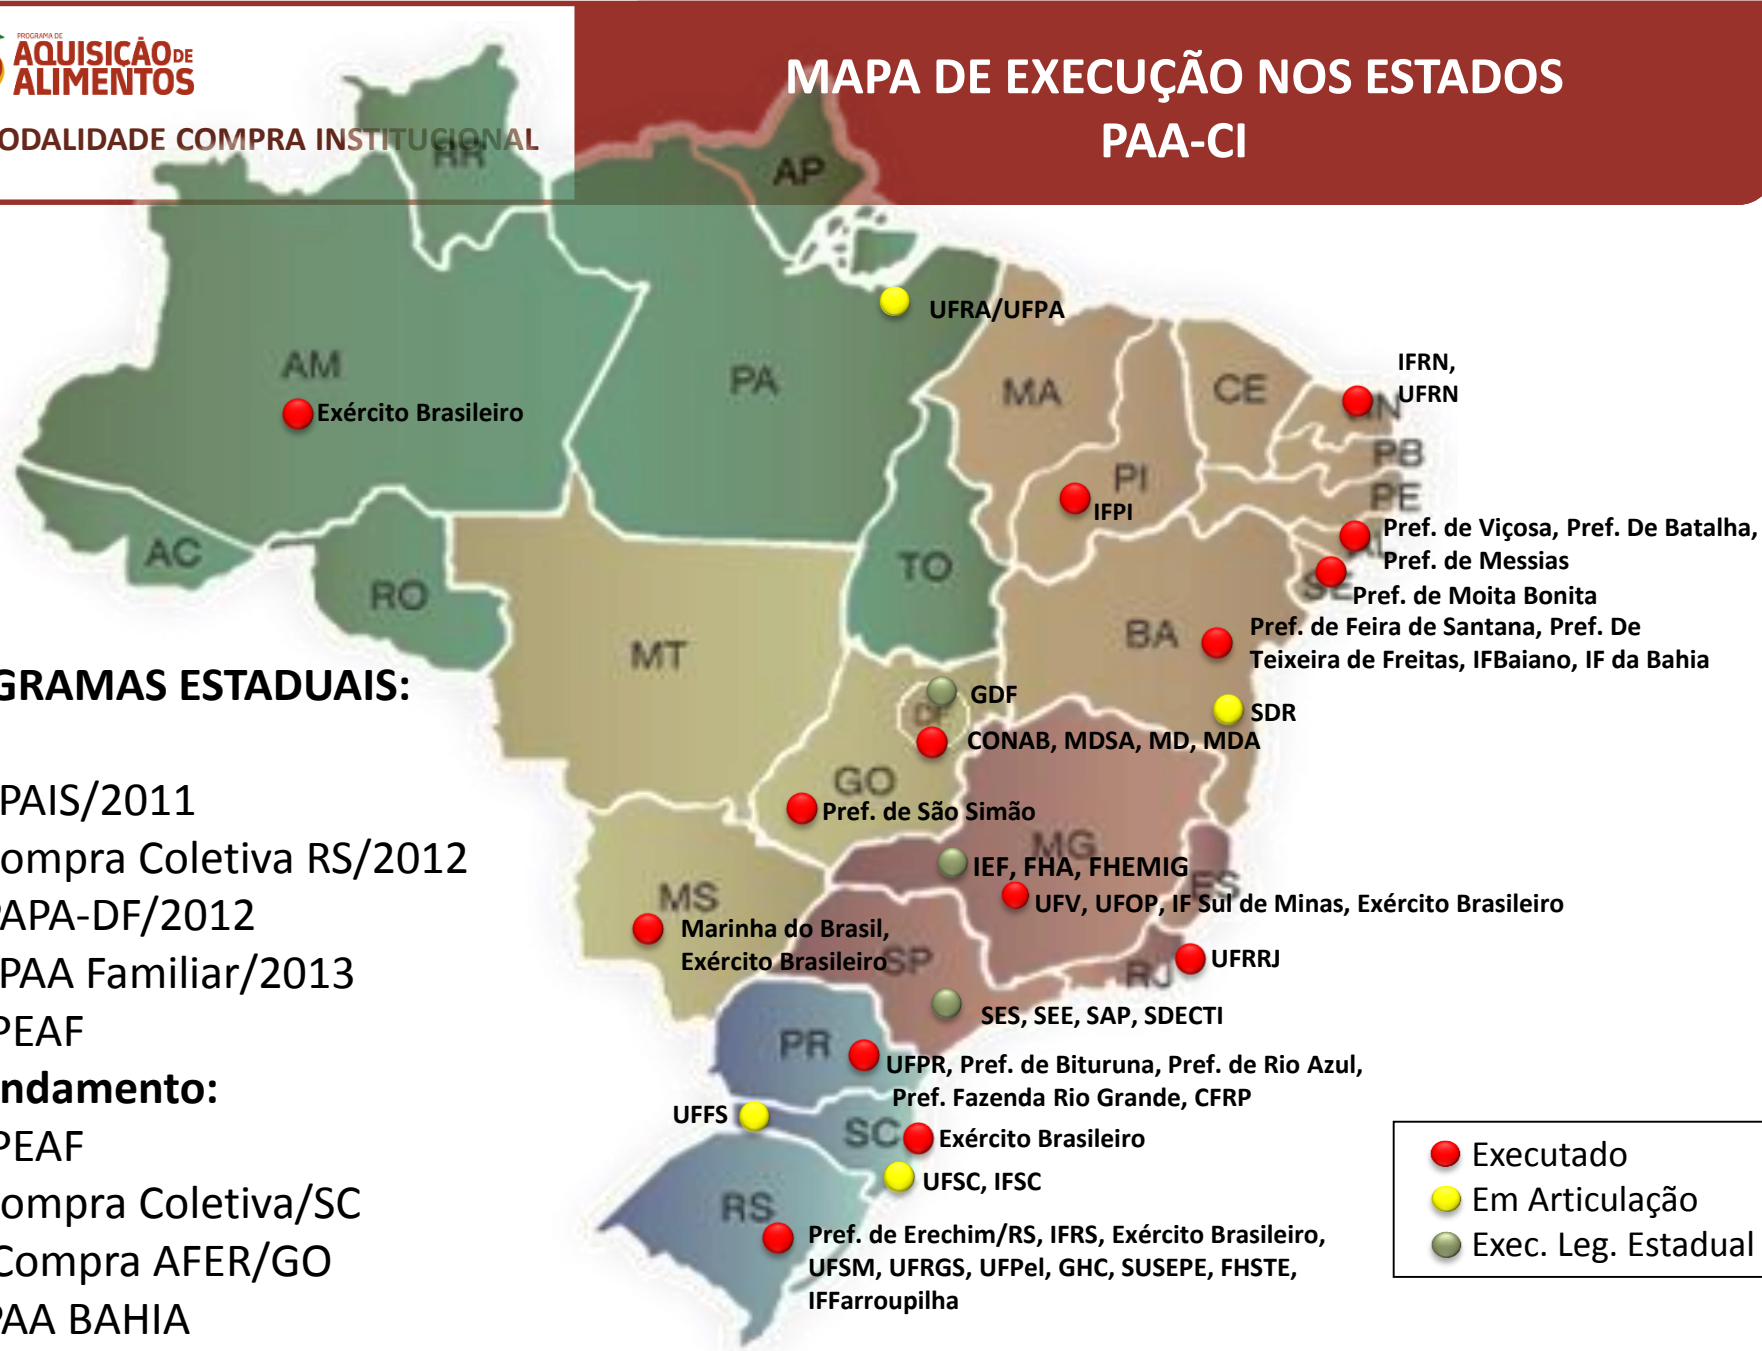 PROGRAMA DE
AQUISIÇÃO DE
ALIMENTOS
ODALIDADE COMPRA INSTITUCIONAL
MAPA DE EXECUÇÃO NOS ESTADOS
PAA-CI
RR
AP
UFRA/UFPA
AM
PA
MA
CE
IFRN,
UFRN
RN
Exército Brasileiro
PB
PI
PE
IFPI
AC
RO
TO
AL
Pref. de Viçosa, Pref. De Batalha,
Pref. de Messias
SE
Pref. de Moita Bonita
MT
BA
Pref. de Feira de Santana, Pref. De
Teixeira de Freitas, IFBaiano, IF da Bahia
GDF
DF
SDR
CONAB, MDSA, MD, MDA
GO
Pref. de São Simão
MG
IEF, FHA, FHEMIG
ES
UFV, UFOP, IF Sul de Minas, Exército Brasileiro
MS
Marinha do Brasil,
Exército Brasileiro
SP
RJ
UFRRJ
SES, SEE, SAP, SDECTI
PR
UFPR, Pref. de Bituruna, Pref. de Rio Azul,
Pref. Fazenda Rio Grande, CFRP
UFFS
SC
Exército Brasileiro
UFSC, IFSC
RS
Pref. de Erechim/RS, IFRS, Exército Brasileiro,
UFSM, UFRGS, UFPel, GHC, SUSEPE, FHSTE,
IFFarroupilha
GRAMAS ESTADUAIS:
PAIS/2011
ompra Coletiva RS/2012
PAPA-DF/2012
PAA Familiar/2013
PEAF
ndamento:
PEAF
ompra Coletiva/SC
Compra AFER/GO
PAA BAHIA
Executado
Em Articulação
Exec. Leg. Estadual